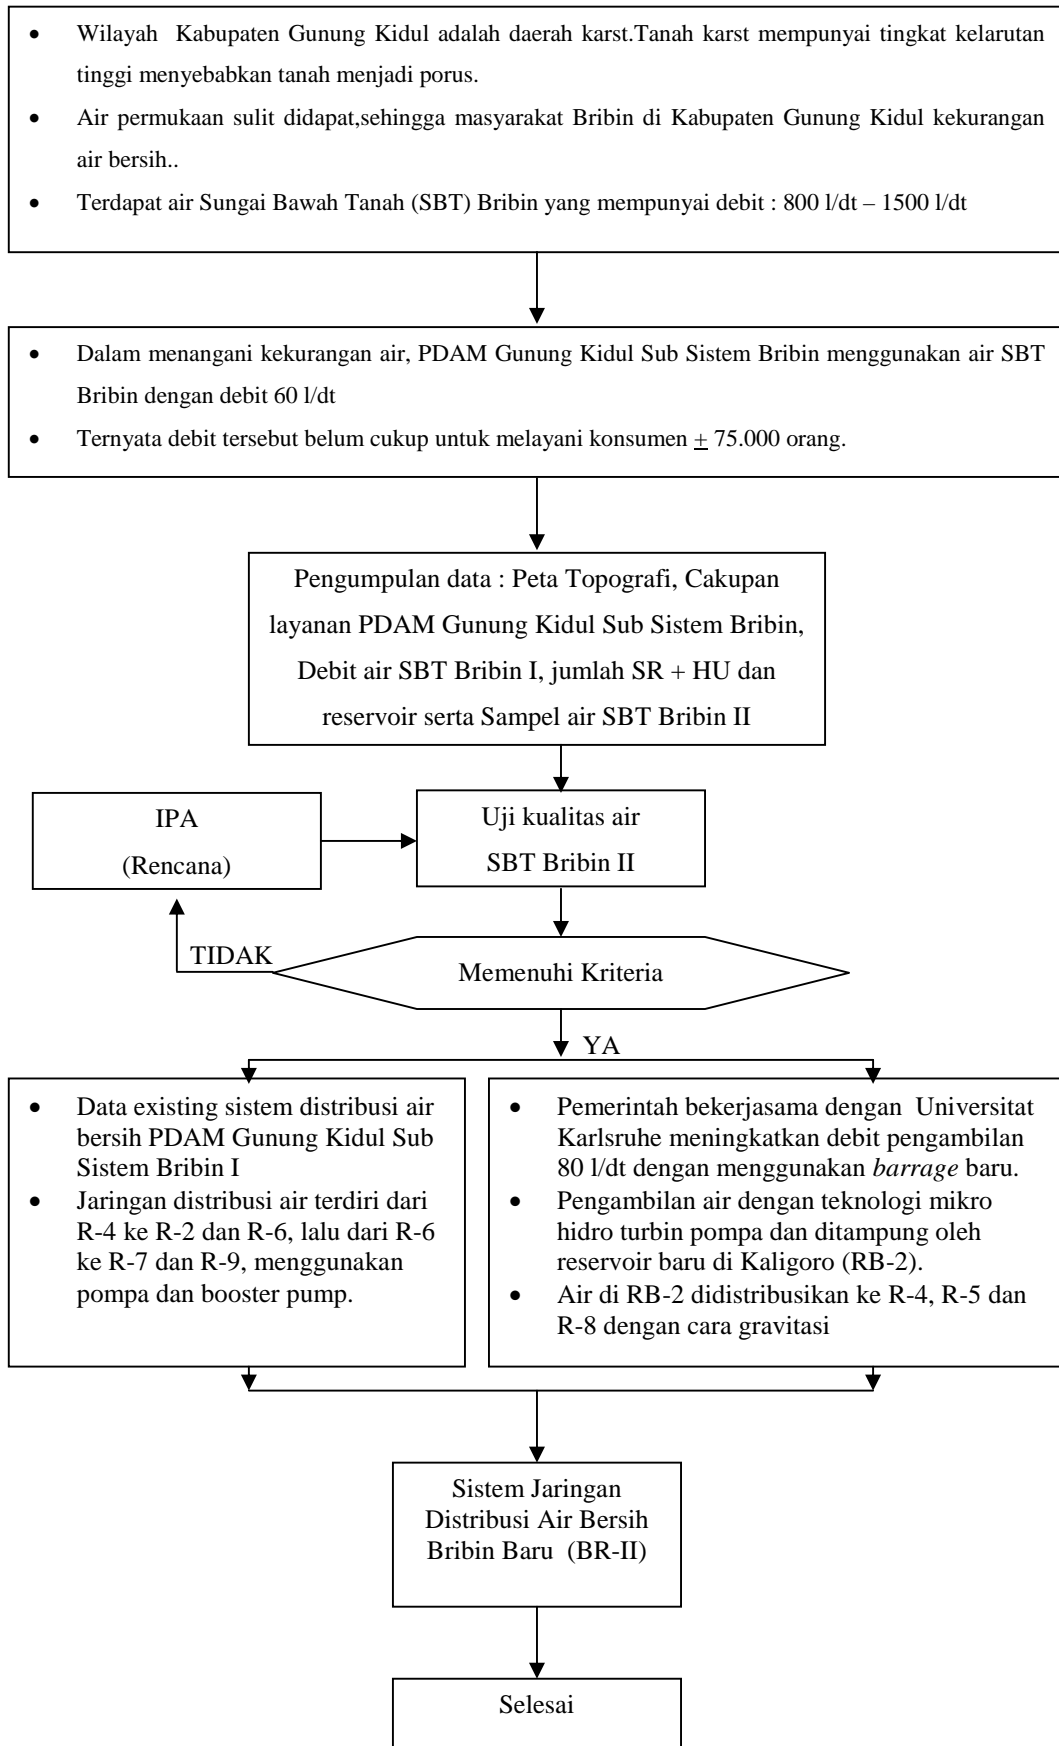 • Wilayah Kabupaten Gunung Kidul adalah daerah karst.Tanah karst mempunyai tingkat kelarutan
tinggi menyebabkan tanah menjadi porus.
• Air permukaan sulit didapat,sehingga masyarakat Bribin di Kabupaten Gunung Kidul kekurangan
air bersih..
• Terdapat air Sungai Bawah Tanah (SBT) Bribin yang mempunyai debit : 800 l/dt – 1500 l/dt
• Dalam menangani kekurangan air, PDAM Gunung Kidul Sub Sistem Bribin menggunakan air SBT
Bribin dengan debit 60 l/dt
• Ternyata debit tersebut belum cukup untuk melayani konsumen ± 75.000 orang.
Pengumpulan data : Peta Topografi, Cakupan
layanan PDAM Gunung Kidul Sub Sistem Bribin,
Debit air SBT Bribin I, jumlah SR + HU dan
reservoir serta Sampel air SBT Bribin II
IPA
(Rencana)
Uji kualitas air
SBT Bribin II
TIDAK
Memenuhi Kriteria
YA
• Data existing sistem distribusi air
bersih PDAM Gunung Kidul Sub
Sistem Bribin I
• Jaringan distribusi air terdiri dari
R-4 ke R-2 dan R-6, lalu dari R-6
ke R-7 dan R-9, menggunakan
pompa dan booster pump.
• Pemerintah bekerjasama dengan Universitat
Karlsruhe meningkatkan debit pengambilan
80 l/dt dengan menggunakan barrage baru.
• Pengambilan air dengan teknologi mikro
hidro turbin pompa dan ditampung oleh
reservoir baru di Kaligoro (RB-2).
• Air di RB-2 didistribusikan ke R-4, R-5 dan
R-8 dengan cara gravitasi
Sistem Jaringan
Distribusi Air Bersih
Bribin Baru (BR-II)
Selesai